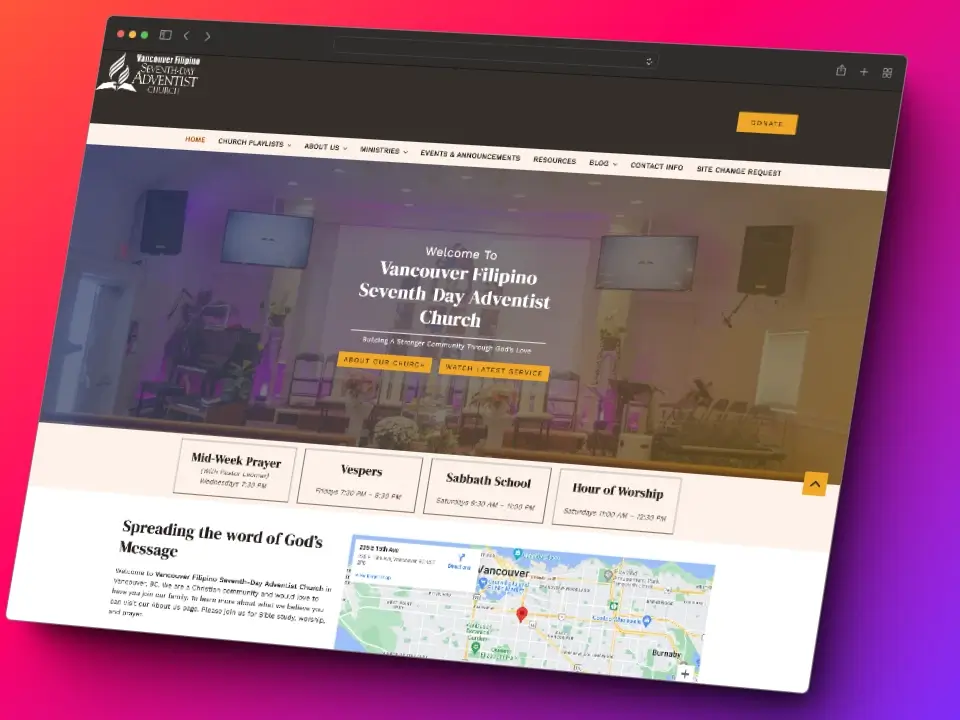 Vancouver Filipino
SEVENTH-DAY
ADVENTIST
CHURCH
DONATE
HOME
CHURCH PLAYLISTS
ABOUT US
MINISTRIES
EVENTS & ANNOUNCEMENTS
RESOURCES
BLOG
CONTACT INFO
SITE CHANGE REQUEST
Welcome To
Vancouver Filipino
Seventh-Day Adventist
Church
Building A Stronger Community Through God's Love
ABOUT OUR CHURCH
WATCH LATEST SERVICE
Mid-Week Prayer
Wednesdays 7:30 PM
Vespers
Fridays 7:30 PM – 8:30 PM
Sabbath School
Saturdays 9:30 AM – 11:00 PM
Hour of Worship
Saturdays 11:00 AM – 12:30 PM
Spreading the word of God's
Message
Welcome to Vancouver Filipino Seventh-Day Adventist Church in
Vancouver, BC. We are a Christian community and would love to
have you join our family. To learn more about what we believe you
can visit our About Us page. Please join us for Bible study, worship,
and prayer.
Directions
Vancouver
Burnaby